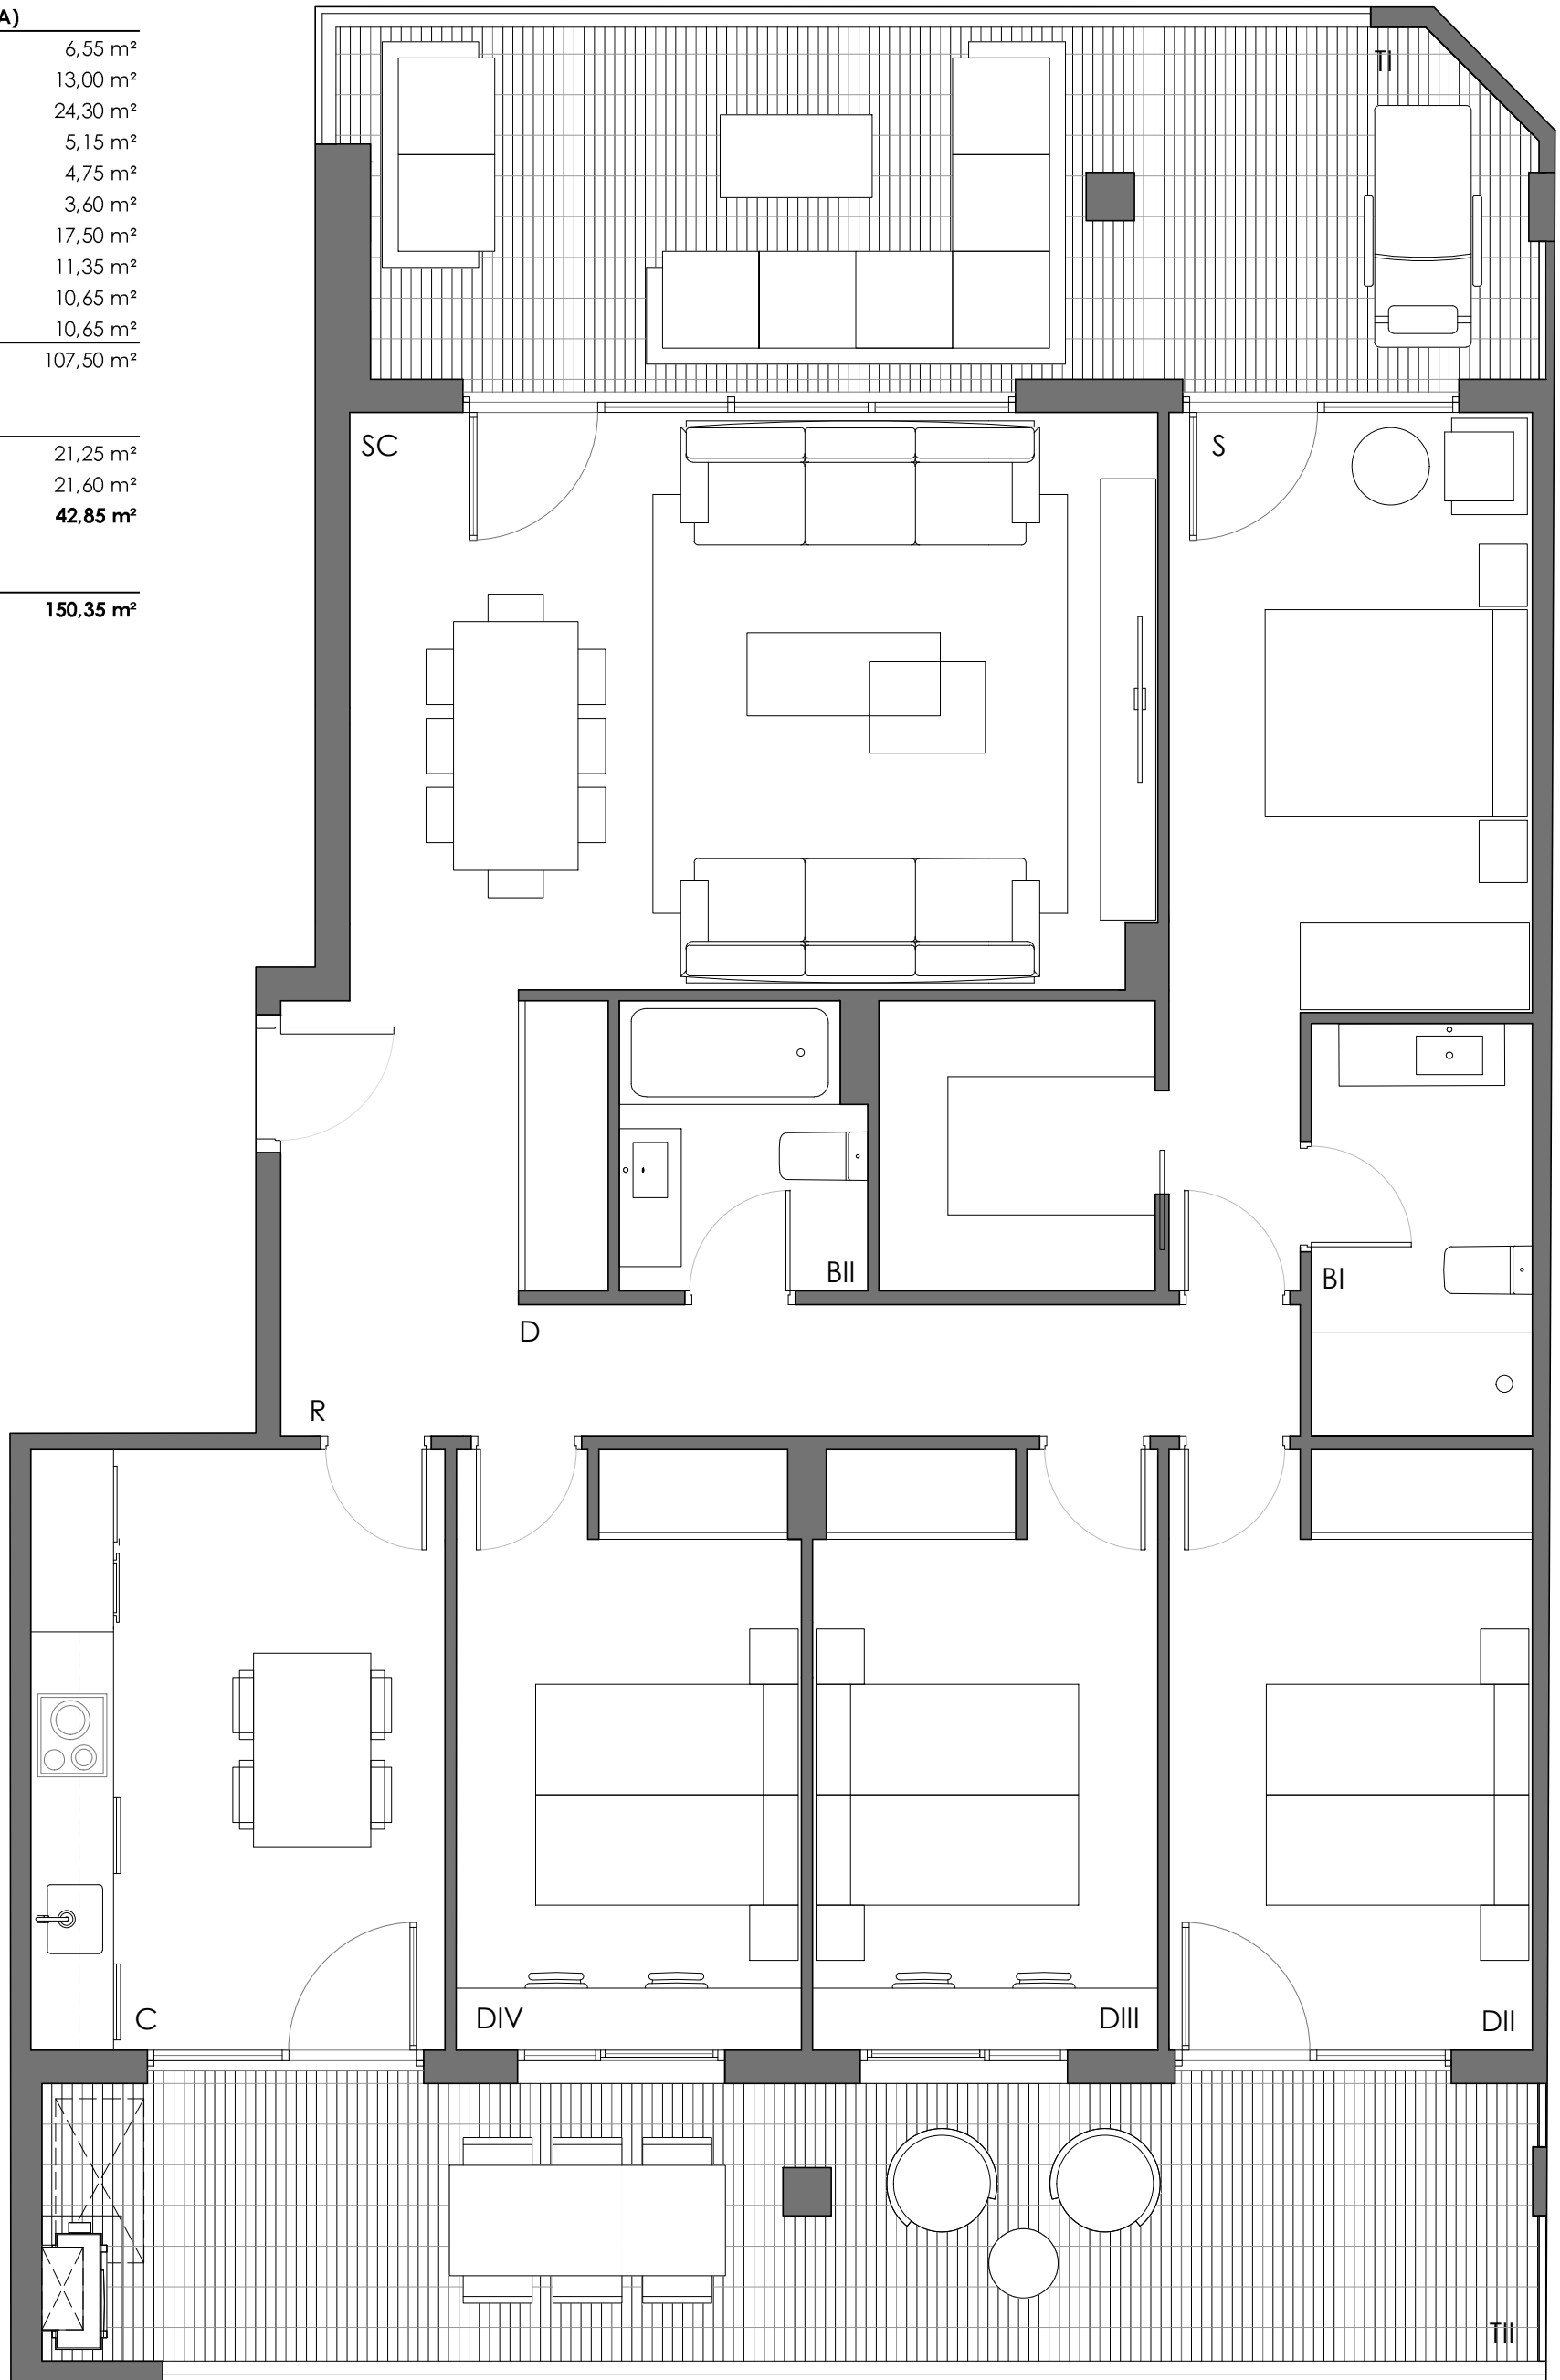 A)
6,55 m²
13,00 m²
24,30 m²
5,15 m²
4,75 m²
3,60 m²
17,50 m²
11,35 m²
10,65 m²
10,65 m²
107,50 m²
21,25 m²
21,60 m²
42,85 m²
150,35 m²
TI
SC
S
BII
BI
D
R
C
DIV
DIII
DII
TII